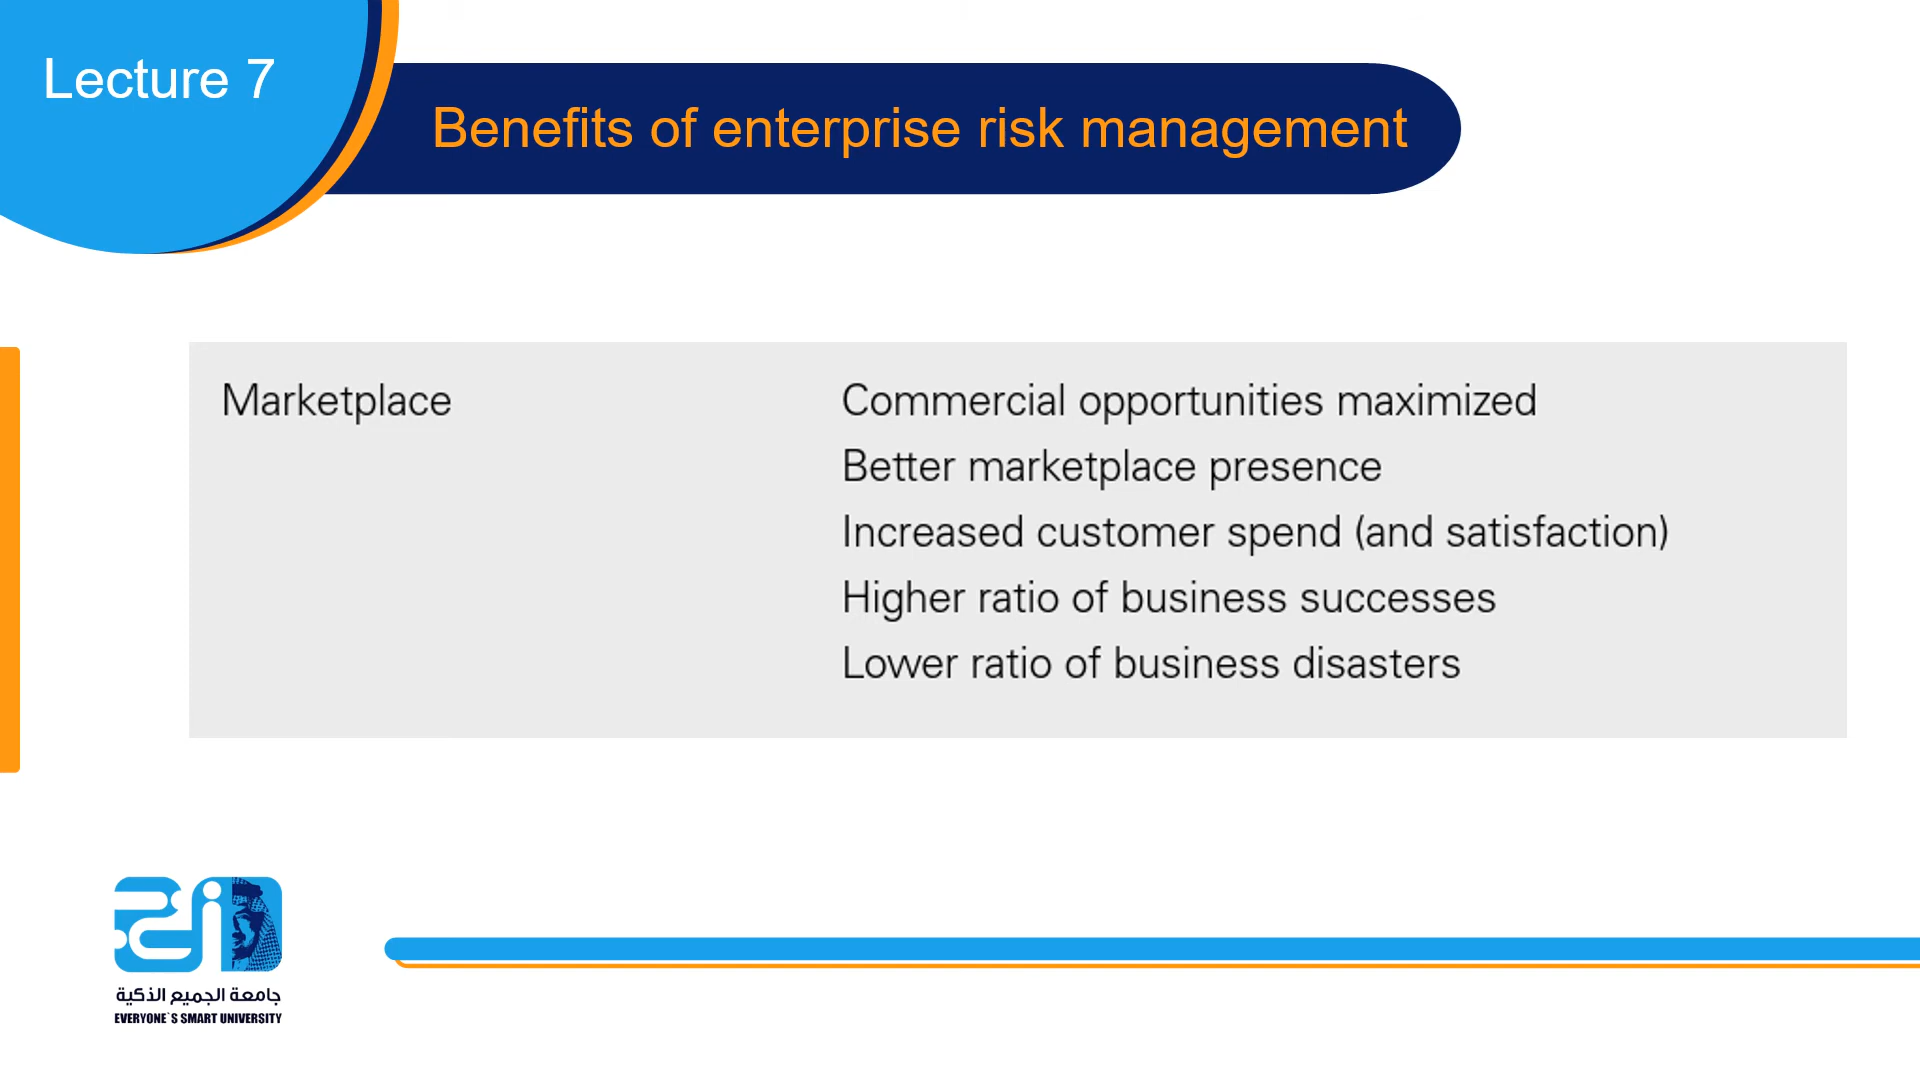 Lecture 7
Benefits of enterprise risk management
Marketplace
Commercial opportunities maximized
Better marketplace presence
Increased customer spend (and satisfaction)
Higher ratio of business successes
Lower ratio of business disasters
جامعة الجميع الذكية
EVERYONE`S SMART UNIVERSITY